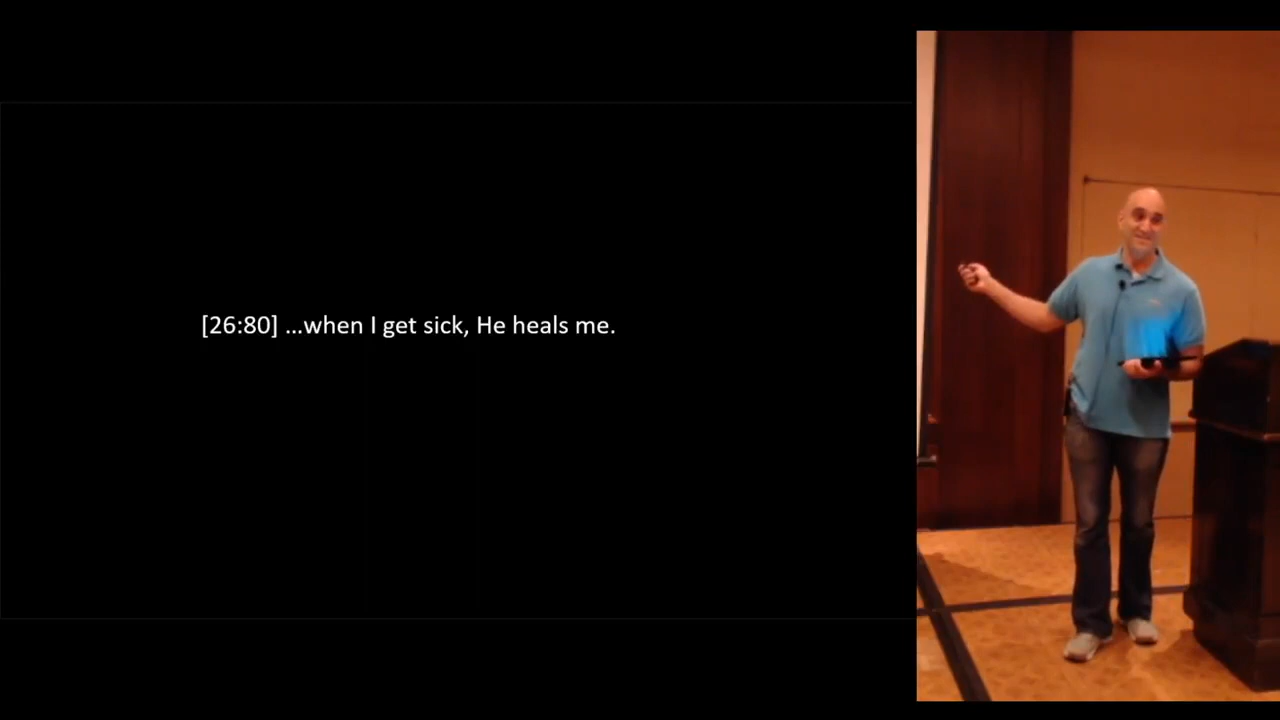 [26:80] …when I get sick, He heals me.